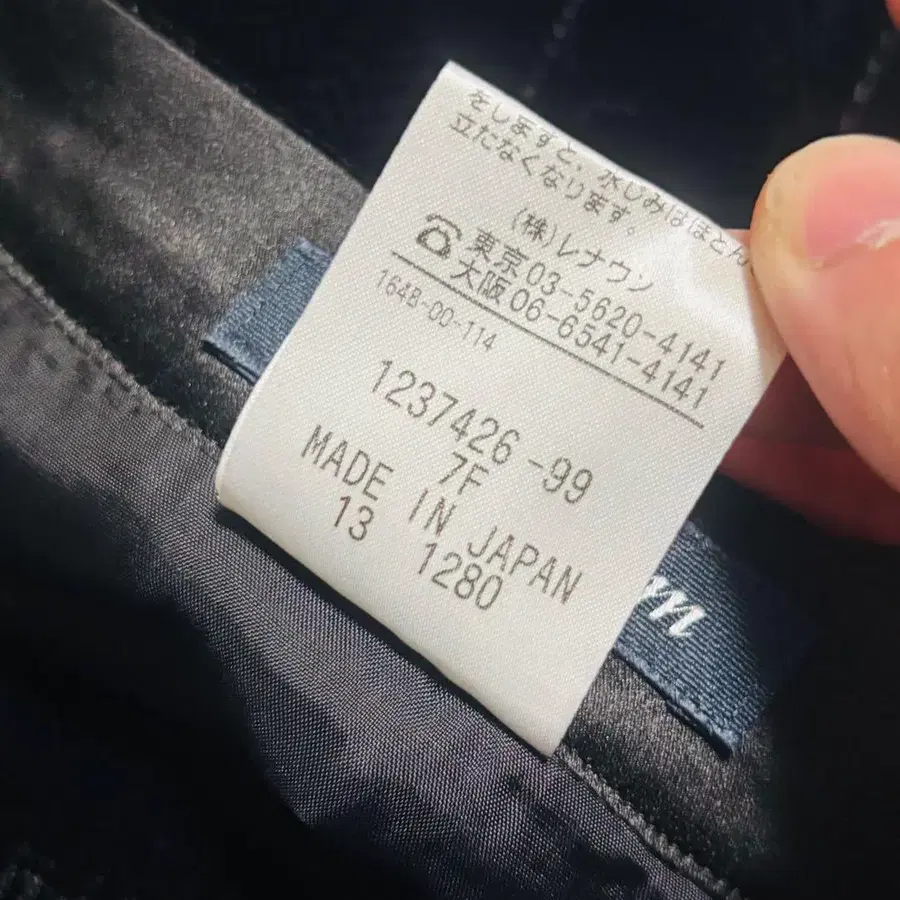 をしますと、水じみはほとん
立たなくなります。
(株)レナウン
☎東京03-5620-4141
大阪06-6541-4141
1648-00-114
1237426-99
7F
MADE IN JAPAN
13 1280